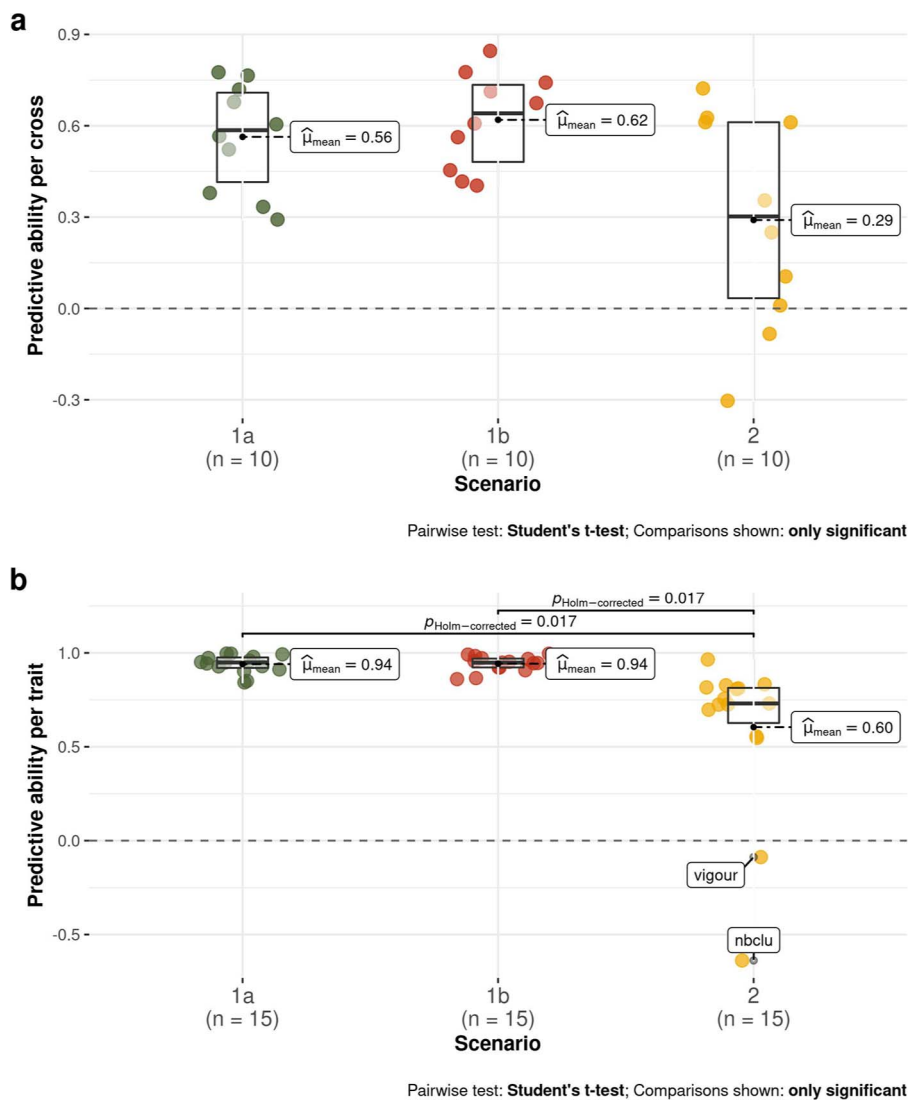 a
Predictive ability per cross
0.9
0.6
0.3
0.0
-0.3
μ̂mean = 0.56
μ̂mean = 0.62
μ̂mean = 0.29
1a
(n = 10)
1b
(n = 10)
2
(n = 10)
Scenario
Pairwise test: Student's t-test; Comparisons shown: only significant
b
Predictive ability per trait
1.0
0.5
0.0
-0.5
pHolm−corrected = 0.017
pHolm−corrected = 0.017
μ̂mean = 0.94
μ̂mean = 0.94
μ̂mean = 0.60
vigour
nbclu
1a
(n = 15)
1b
(n = 15)
2
(n = 15)
Scenario
Pairwise test: Student's t-test; Comparisons shown: only significant